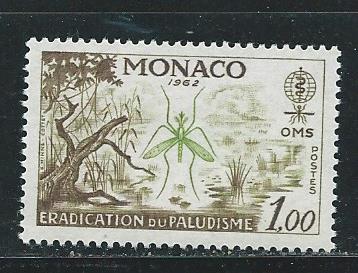 MONACO
1962
OMS
POSTES
ERADICATION DU PALUDISME
1,00